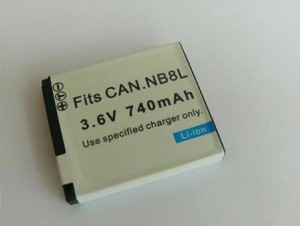 Fits CAN.NB8L
3.6V 740mAh
Use specified charger only.
Li-ion